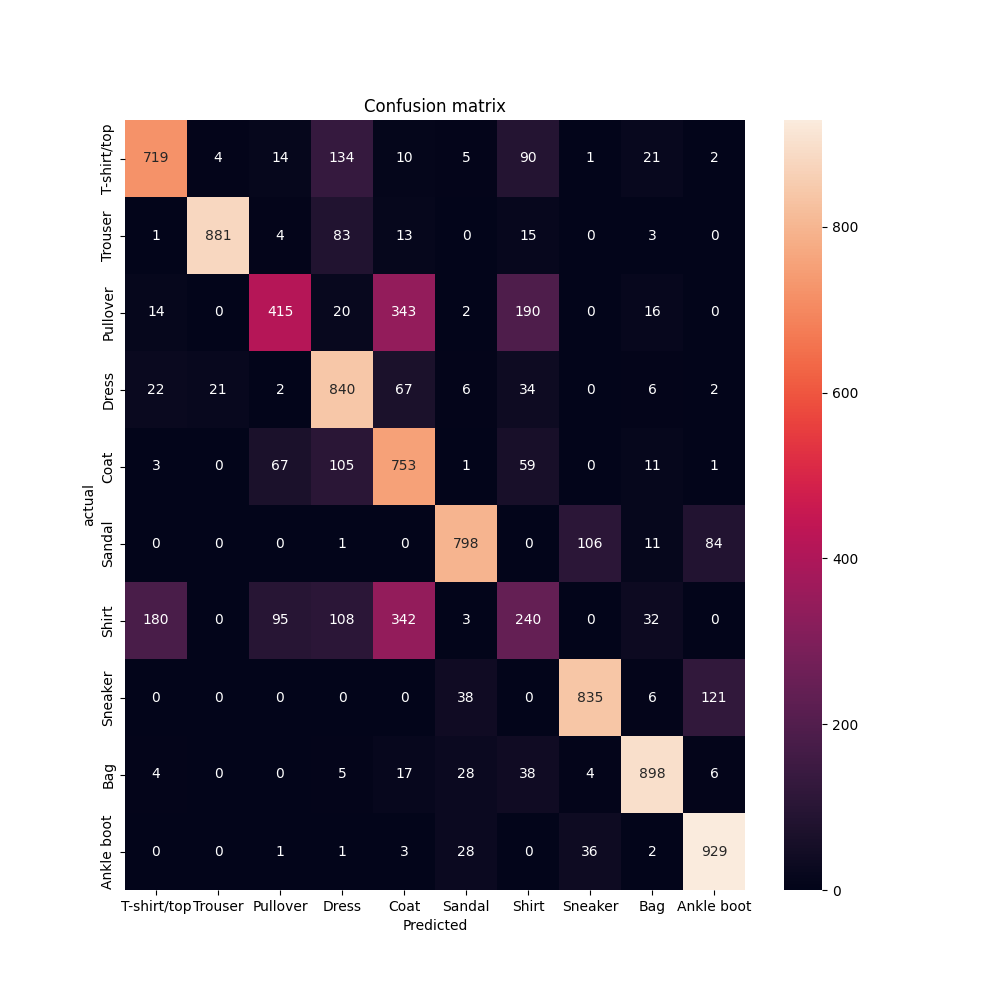 Confusion matrix
T-shirt/top 719 4 14 134 10 5 90 1 21 2
Trouser 1 881 4 83 13 0 15 0 3 0
Pullover 14 0 415 20 343 2 190 0 16 0
Dress 22 21 2 840 67 6 34 0 6 2
Coat 3 0 67 105 753 1 59 0 11 1
Sandal 0 0 0 1 0 798 0 106 11 84
Shirt 180 0 95 108 342 3 240 0 32 0
Sneaker 0 0 0 0 0 38 0 835 6 121
Bag 4 0 0 5 17 28 38 4 898 6
Ankle boot 0 0 1 1 3 28 0 36 2 929
actual
T-shirt/top Trouser Pullover Dress Coat Sandal Shirt Sneaker Bag Ankle boot
Predicted
800
600
400
200
0